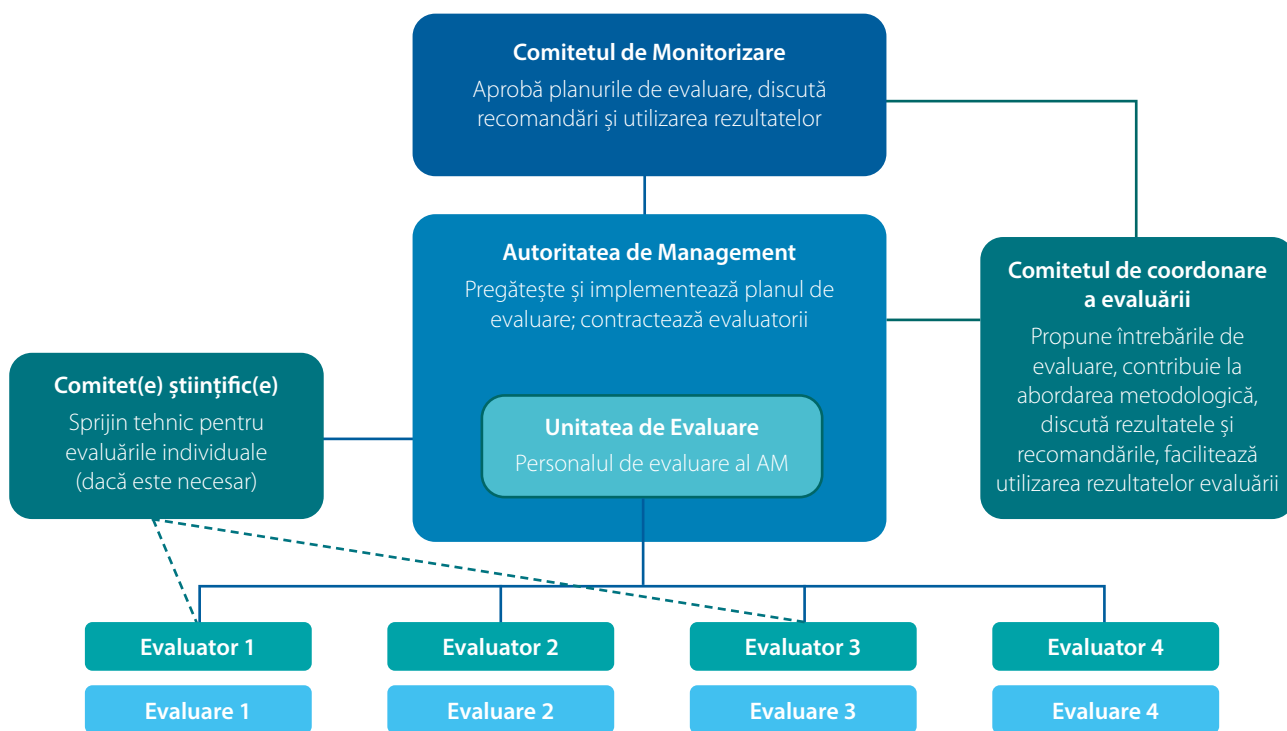 Comitetul de Monitorizare
Aprobă planurile de evaluare, discută
recomandări și utilizarea rezultatelor
Autoritatea de Management
Pregătește și implementează planul de
evaluare; contractează evaluatorii
Comitetul de coordonare
a evaluării
Propune întrebările de
evaluare, contribuie la
abordarea metodologică,
discută rezultatele și
recomandările, facilitează
utilizarea rezultatelor evaluării
Comitet(e) științific(e)
Sprijin tehnic pentru
evaluările individuale
(dacă este necesar)
Unitatea de Evaluare
Personalul de evaluare al AM
Evaluator 1
Evaluator 2
Evaluator 3
Evaluator 4
Evaluare 1
Evaluare 2
Evaluare 3
Evaluare 4